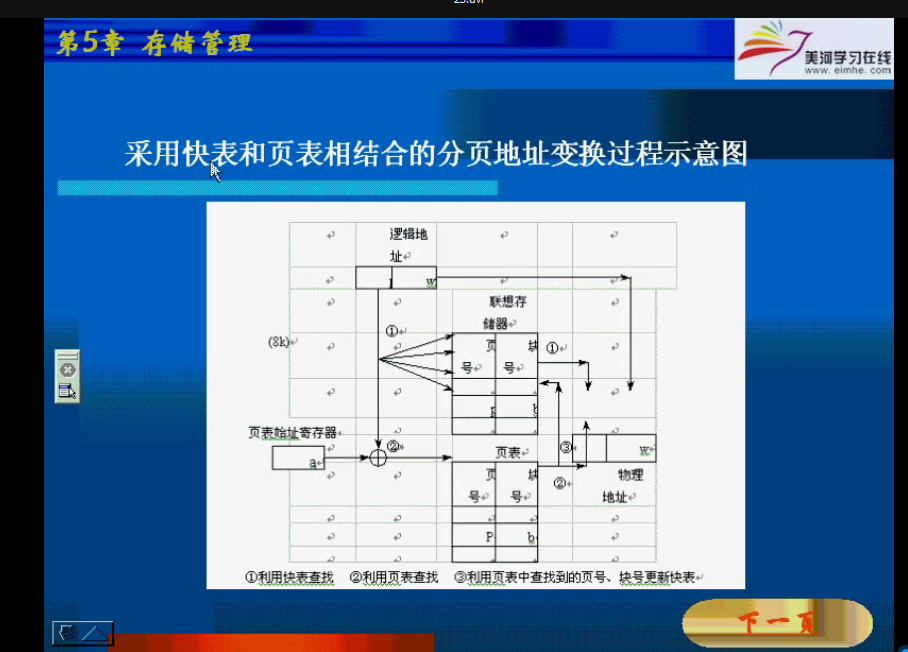 第5章 存储管理
美河学习在线
www.eimhe.com
采用快表和页表相结合的分页地址变换过程示意图
逻辑地
址
w
联想存
储器
①
(8k)
页 块
号 号
①
b
页表始址寄存器
a
②
页表
③
w
页 块
号 号
②
物理
地址
P b
①利用快表查找 ②利用页表查找 ③利用页表中查找到的页号、块号更新快表
下一页